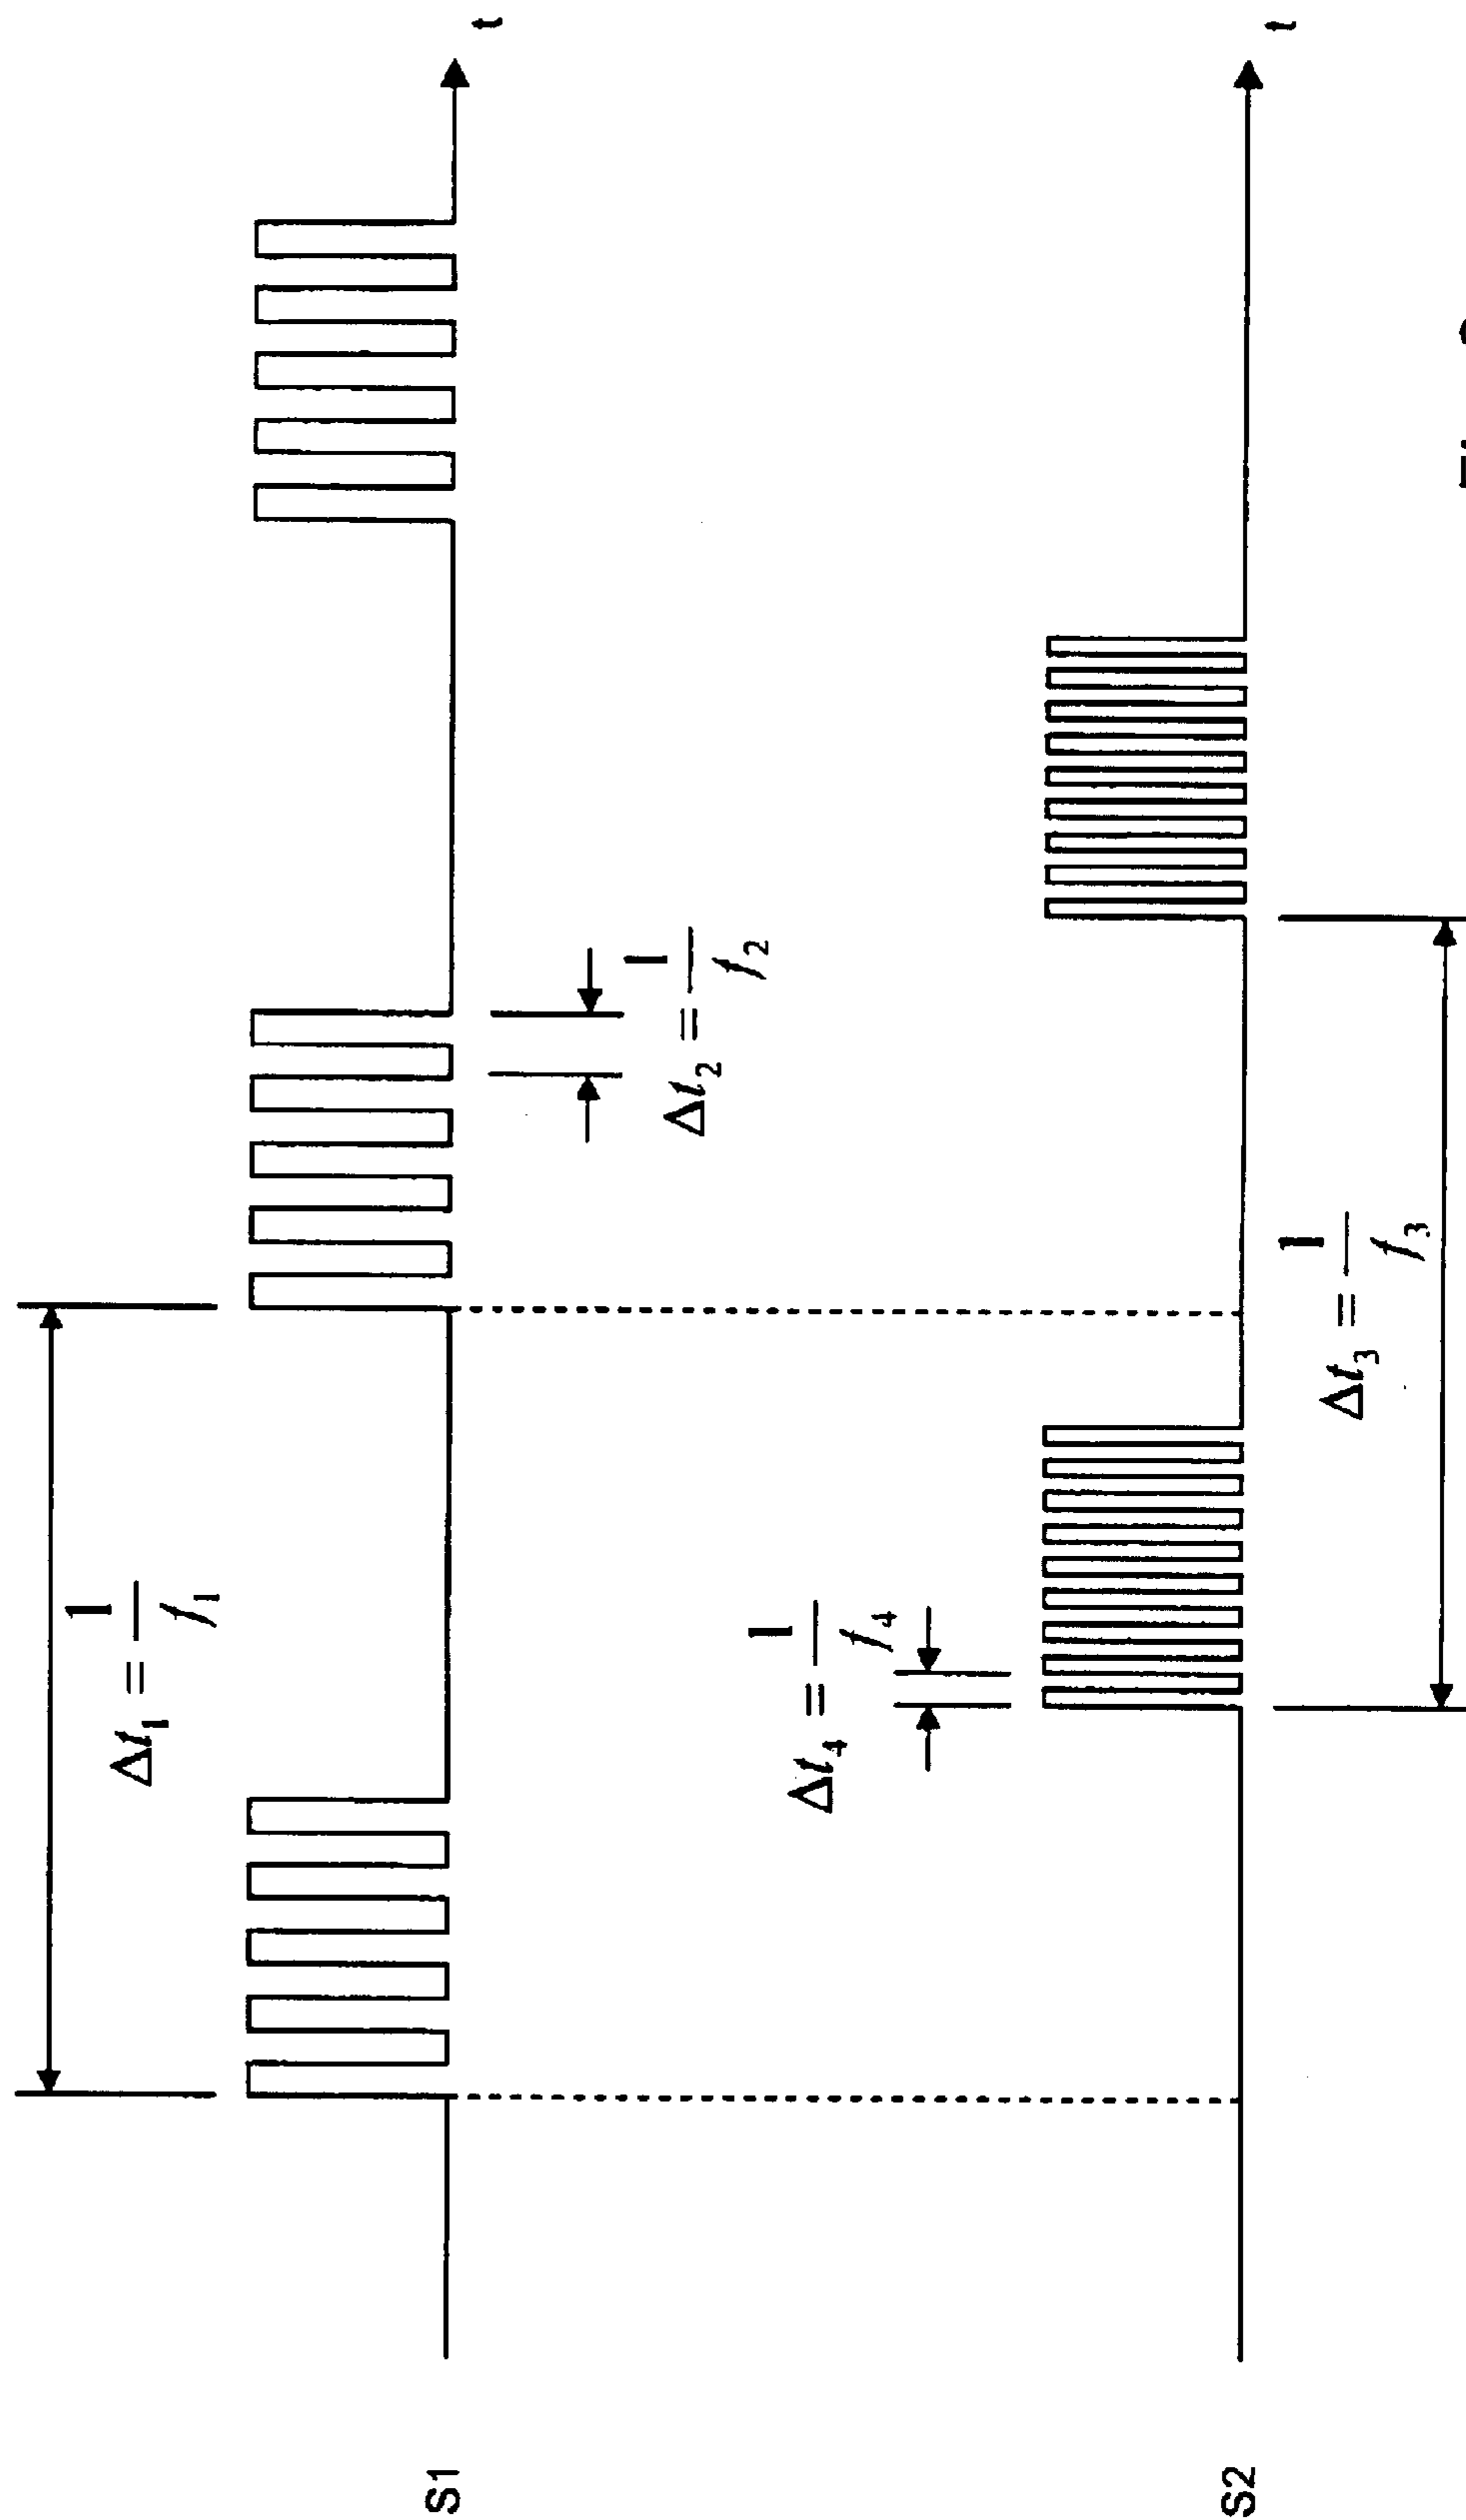 Δt₁ = 1/f₁
S1
t
Δt₂ = 1/f₂
Δt₄ = 1/f₄
S2
t
Δt₃ = 1/f₃